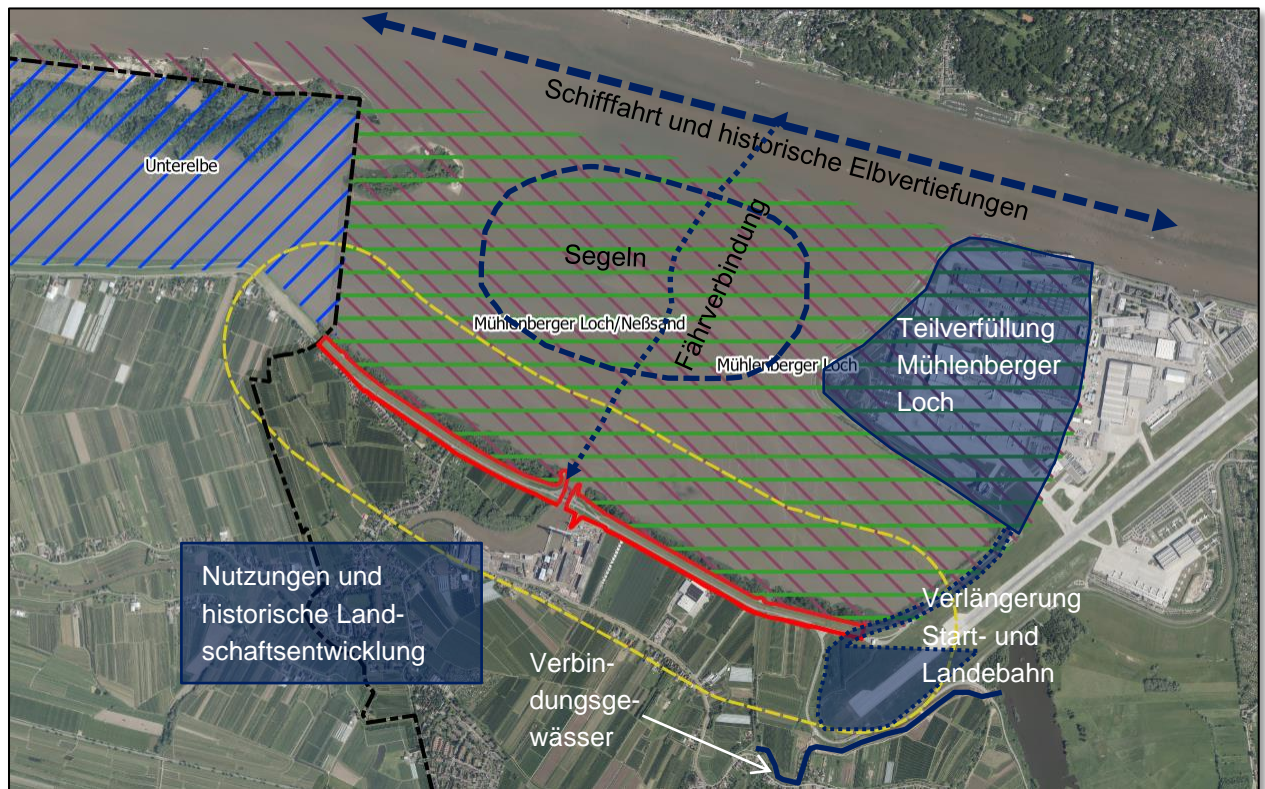 Schifffahrt und historische Elbvertiefungen
Unterelbe
Segeln
Fährverbindung
Mühlenberger Loch/Neßsand
Mühlenberger Loch
Teilverfüllung
Mühlenberger
Loch
Nutzungen und
historische Land-
schaftsentwicklung
Verlängerung
Start- und
Landebahn
Verbin-
dungsge-
wässer